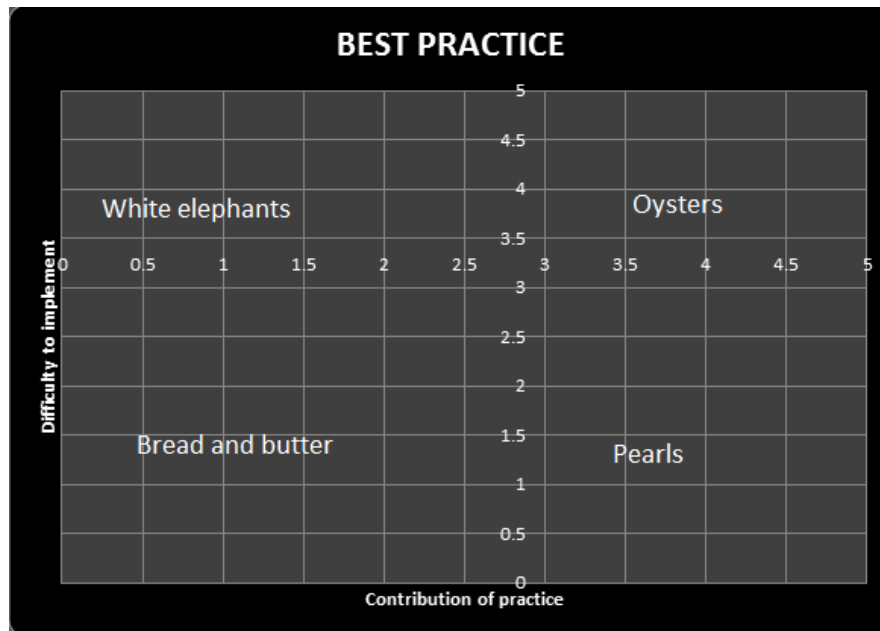 BEST PRACTICE
5
4.5
4
White elephants
Oysters
3.5
0 0.5 1 1.5 2 2.5 3 3.5 4 4.5 5
3
2.5
Difficulty to implement
2
1.5
Bread and butter
Pearls
1
0.5
0
Contribution of practice